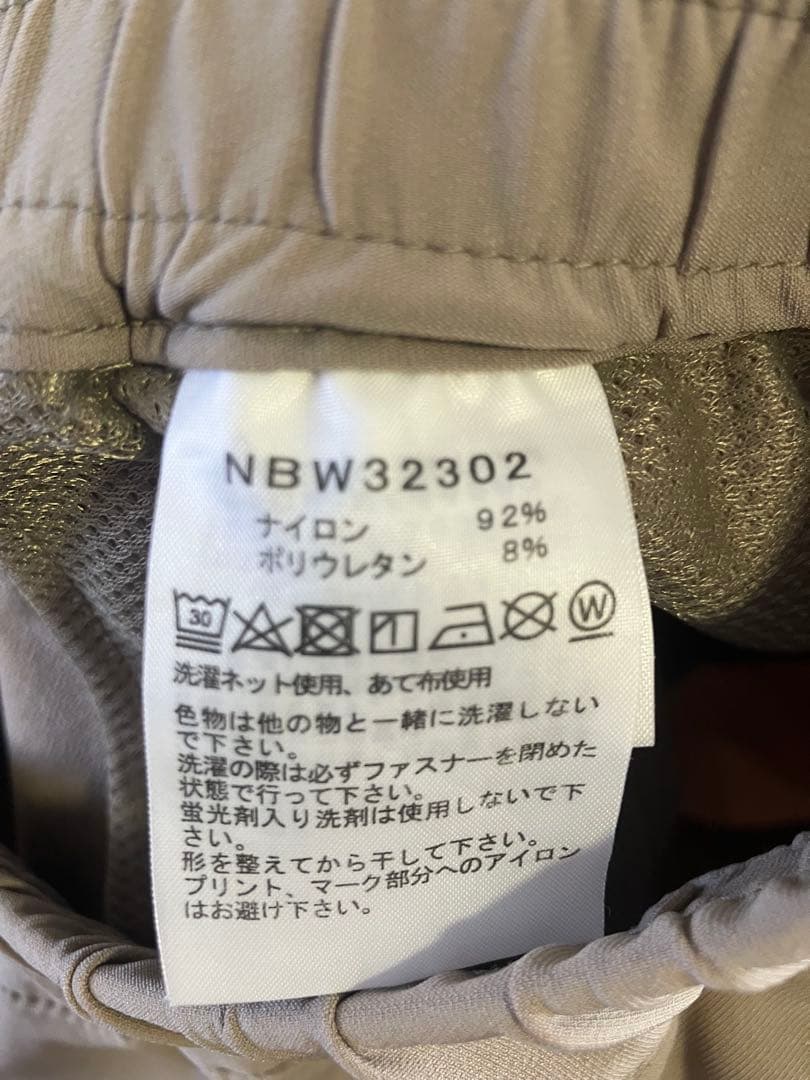 NBW32302
ナイロン 92%
ポリウレタン 8%
30 W
洗濯ネット使用、あて布使用
色物は他の物と一緒に洗濯しない
で下さい。
洗濯の際は必ずファスナーを閉めた
状態で行って下さい。
蛍光剤入り洗剤は使用しないで下
さい。
形を整えてから干して下さい。
プリント、マーク部分へのアイロン
はお避け下さい。